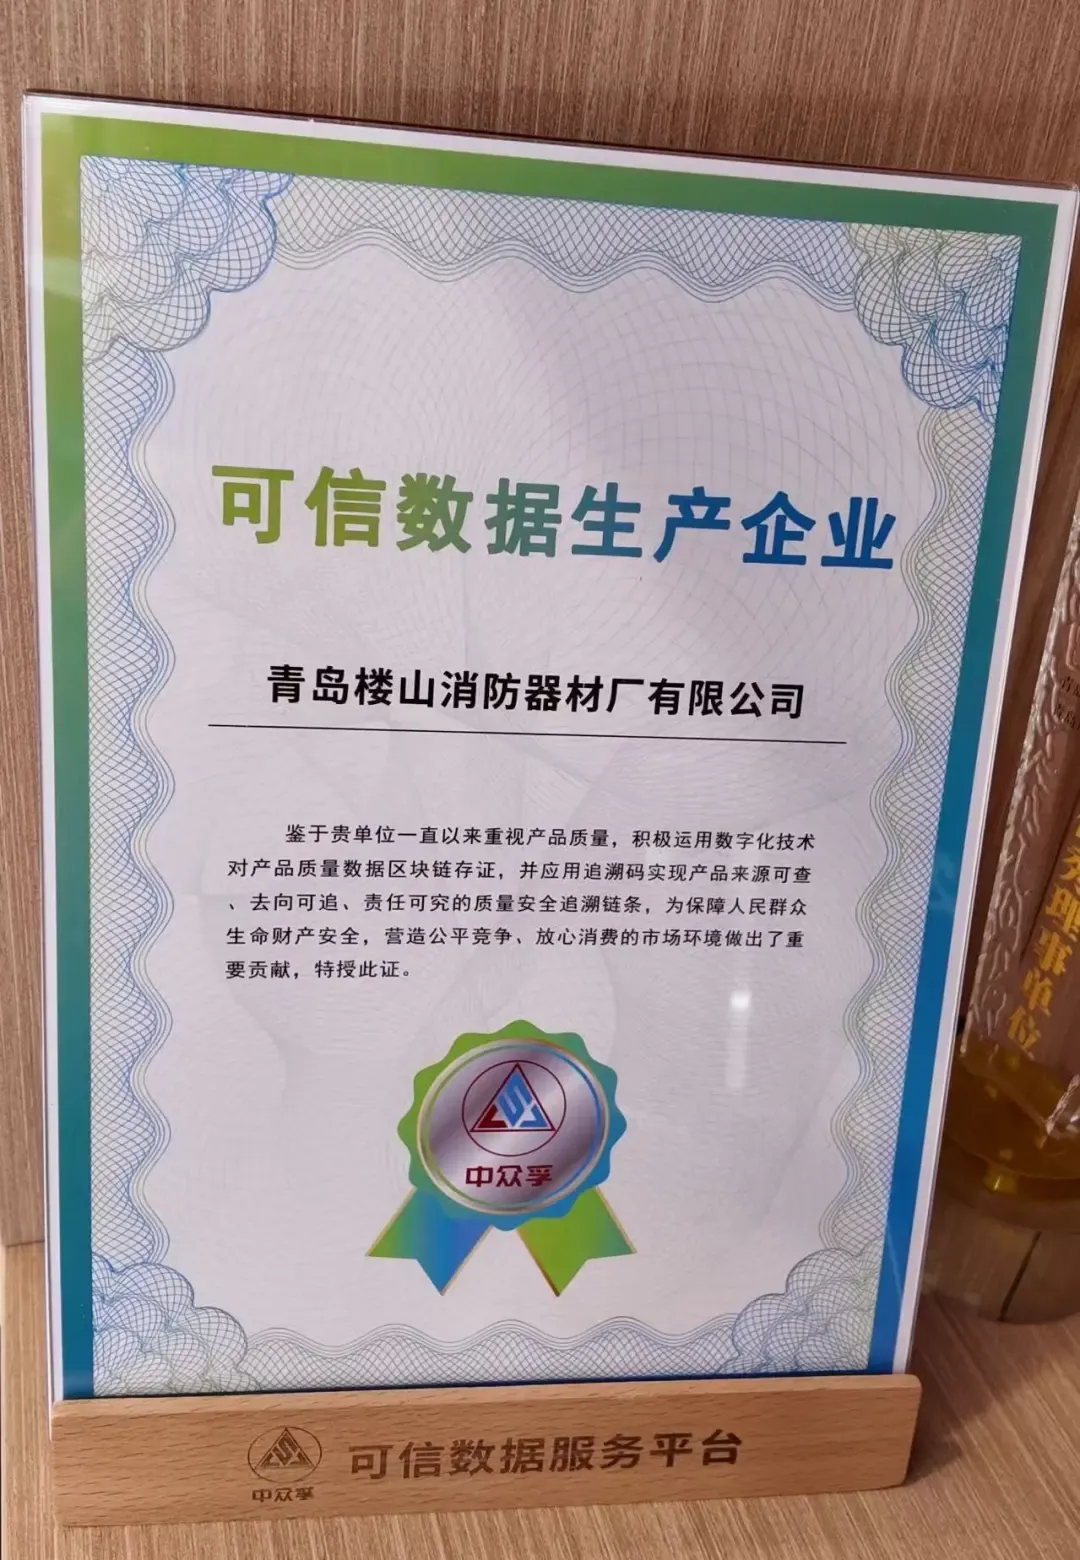 可信数据生产企业
青岛楼山消防器材厂有限公司
鉴于贵单位一直以来重视产品质量，积极运用数字化技术
对产品质量数据区块链存证，并应用追溯码实现产品来源可查
、去向可追、责任可究的质量安全追溯链条，为保障人民群众
生命财产安全，营造公平竞争、放心消费的市场环境做出了重
要贡献，特授此证。
中众孚
中众孚
可信数据服务平台
理事单位